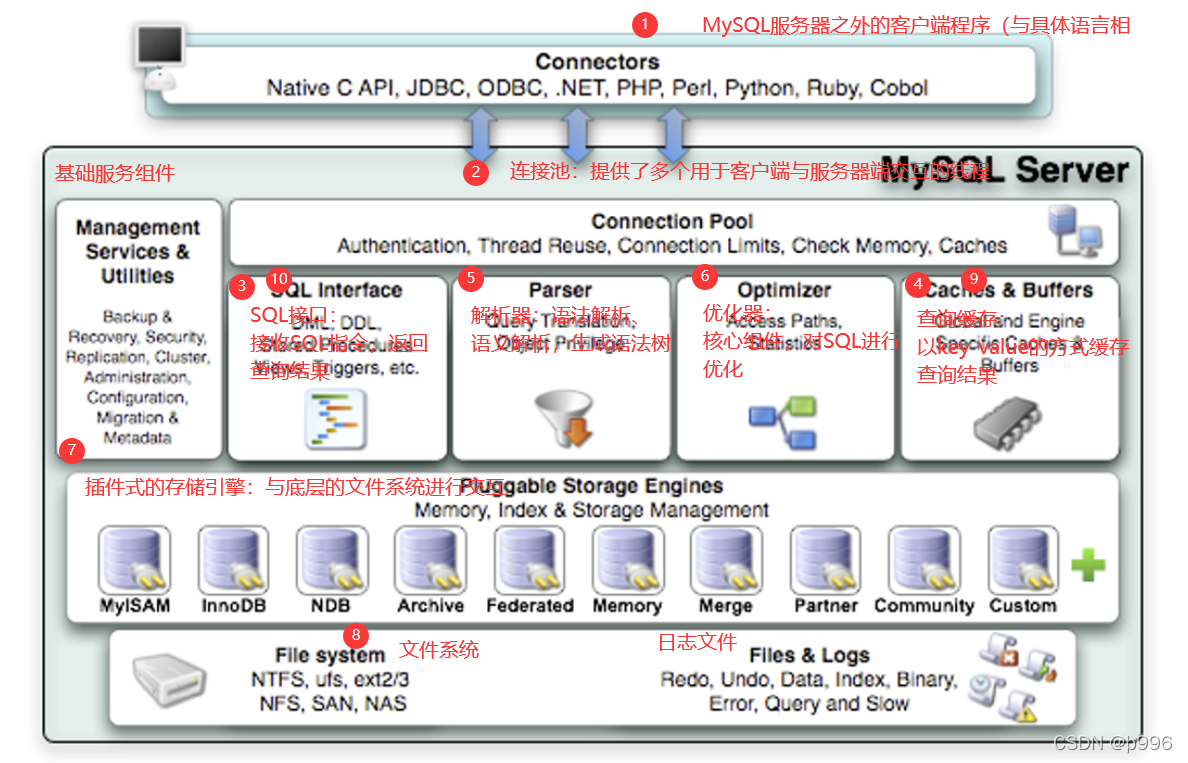 1
MySQL服务器之外的客户端程序（与具体语言相
Connectors
Native C API, JDBC, ODBC, .NET, PHP, Perl, Python, Ruby, Cobol
基础服务组件
2
连接池：提供了多个用于客户端与服务器端交互的线程
MySQL Server
Management
Services &
Utilities
Backup &
Recovery, Security,
Replication, Cluster,
Administration,
Configuration,
Migration &
Metadata
Connection Pool
Authentication, Thread Reuse, Connection Limits, Check Memory, Caches
3
10
SQL Interface
DML, DDL,
Stored Procedures
Views, Triggers, etc.
SQL接口：
接收SQL指令，返回
查询结果
5
Parser
Query Translation,
Object Privilege
解析器：语法解析、
语义解析，生成语法树
6
Optimizer
Access Paths,
Statistics
优化器：
核心组件，对SQL进行
优化
4
9
Caches & Buffers
Global and Engine
Specific Caches &
Buffers
查询缓存：
以key-value的方式缓存
查询结果
7
插件式的存储引擎：与底层的文件系统进行交互
Pluggable Storage Engines
Memory, Index & Storage Management
MyISAM
InnoDB
NDB
Archive
Federated
Memory
Merge
Partner
Community
Custom
8
File system
文件系统
NTFS, ufs, ext2/3
NFS, SAN, NAS
日志文件
Files & Logs
Redo, Undo, Data, Index, Binary,
Error, Query and Slow
CSDN @p996